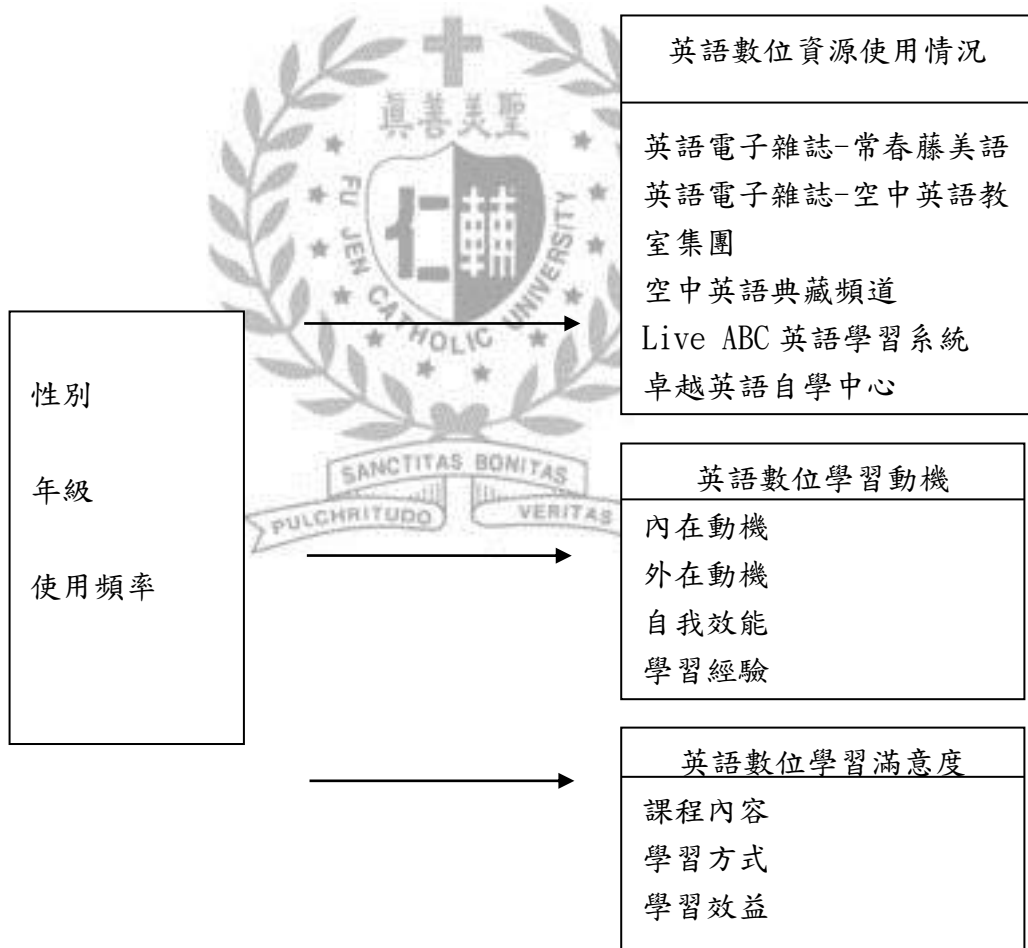 英語數位資源使用情況
英語電子雜誌-常春藤美語
英語電子雜誌-空中英語教
室集團
空中英語典藏頻道
Live ABC 英語學習系統
卓越英語自學中心
性別
年級
使用頻率
英語數位學習動機
內在動機
外在動機
自我效能
學習經驗
英語數位學習滿意度
課程內容
學習方式
學習效益
真善美聖
FU JEN CATHOLIC UNIVERSITY
仁輔
SANCTITAS BONITAS
PULCHRITUDO VERITAS